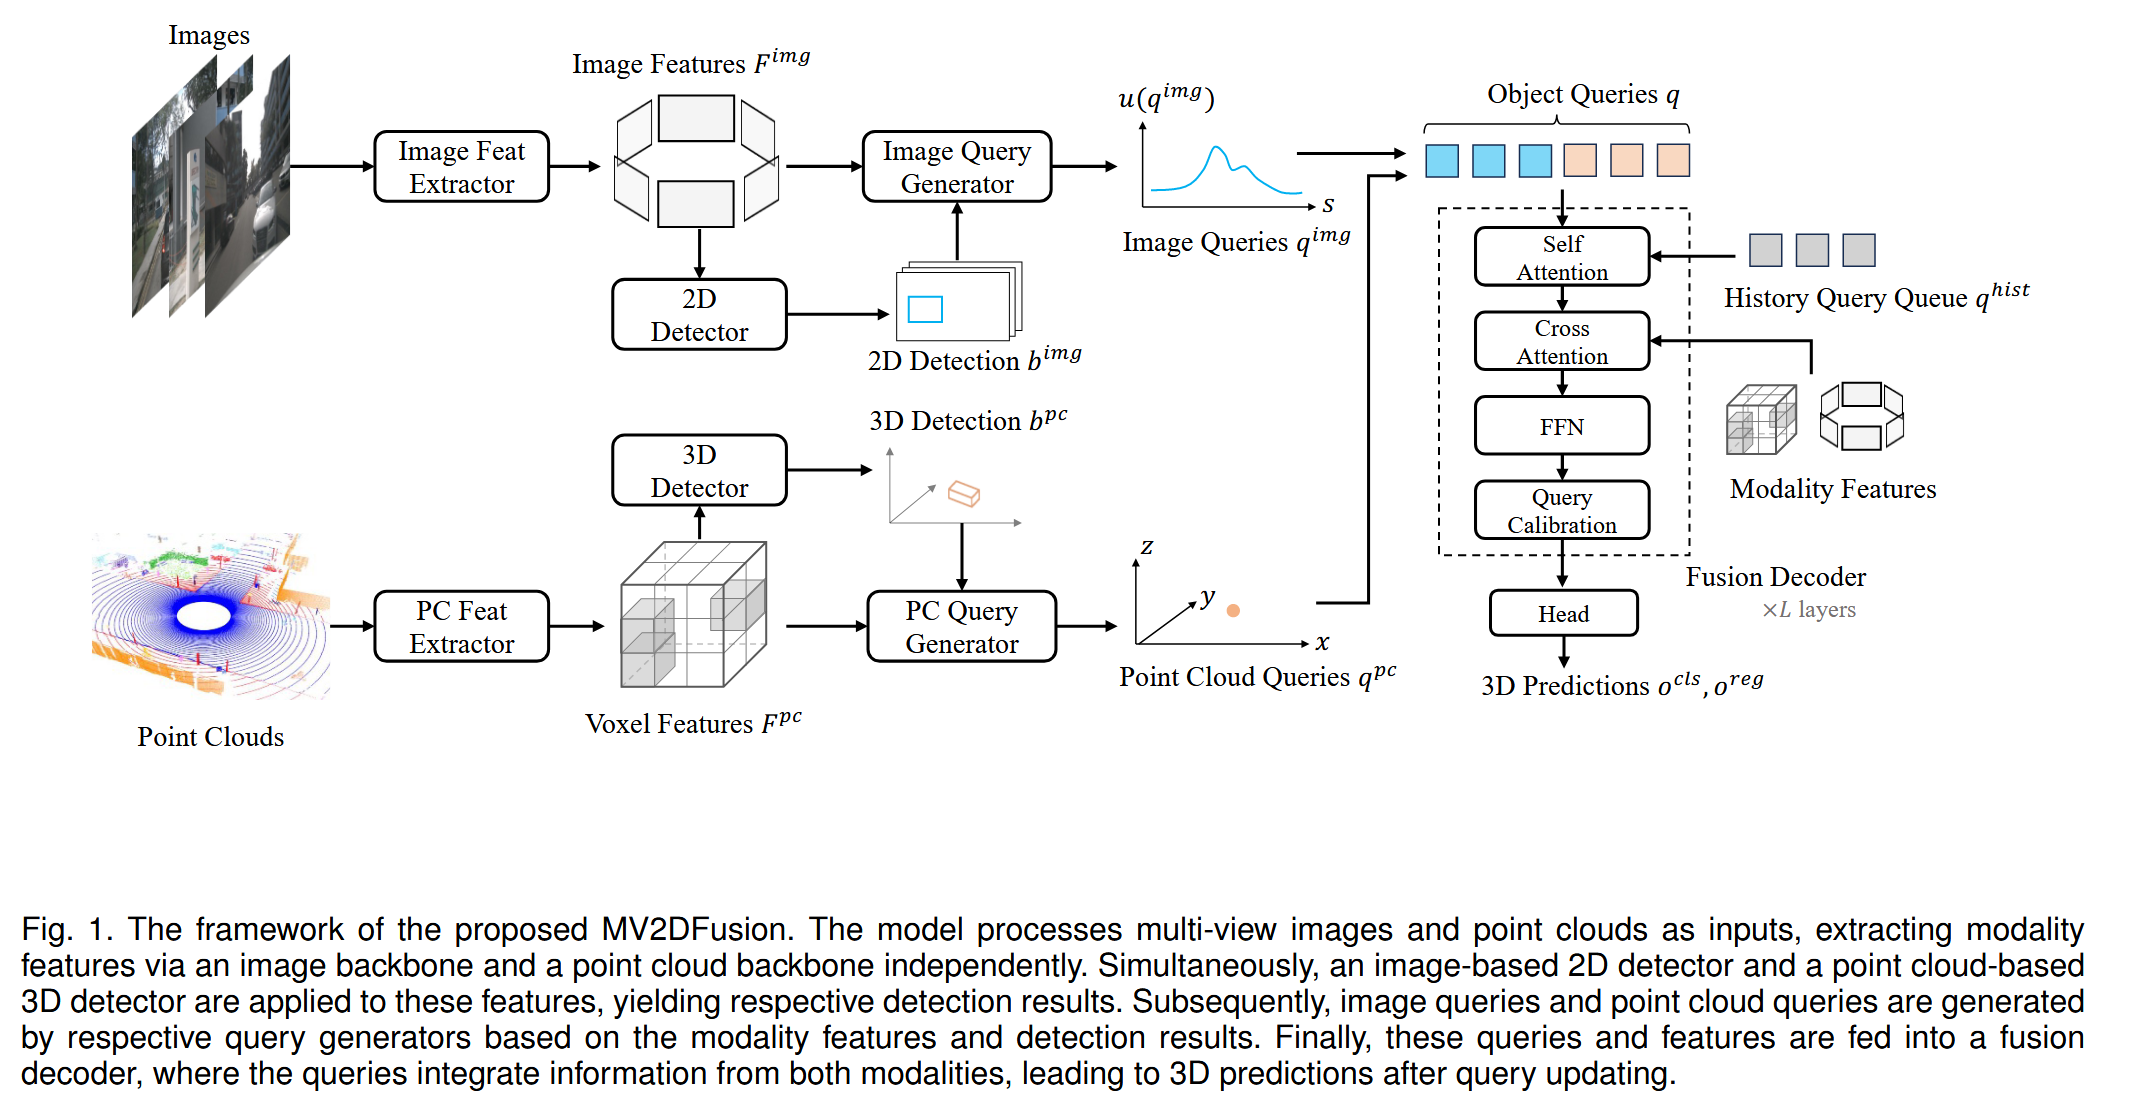 Images
Image Features F^img
Image Feat
Extractor
Image Query
Generator
u(q^img)
s
Image Queries q^img
2D
Detector
2D Detection b^img
3D Detection b^pc
3D
Detector
Point Clouds
PC Feat
Extractor
Voxel Features F^pc
PC Query
Generator
z
y
x
Point Cloud Queries q^pc
Object Queries q
Self
Attention
History Query Queue q^hist
Cross
Attention
FFN
Modality Features
Query
Calibration
Fusion Decoder
×L layers
Head
3D Predictions o^cls, o^reg
Fig. 1. The framework of the proposed MV2DFusion. The model processes multi-view images and point clouds as inputs, extracting modality
features via an image backbone and a point cloud backbone independently. Simultaneously, an image-based 2D detector and a point cloud-based
3D detector are applied to these features, yielding respective detection results. Subsequently, image queries and point cloud queries are generated
by respective query generators based on the modality features and detection results. Finally, these queries and features are fed into a fusion
decoder, where the queries integrate information from both modalities, leading to 3D predictions after query updating.